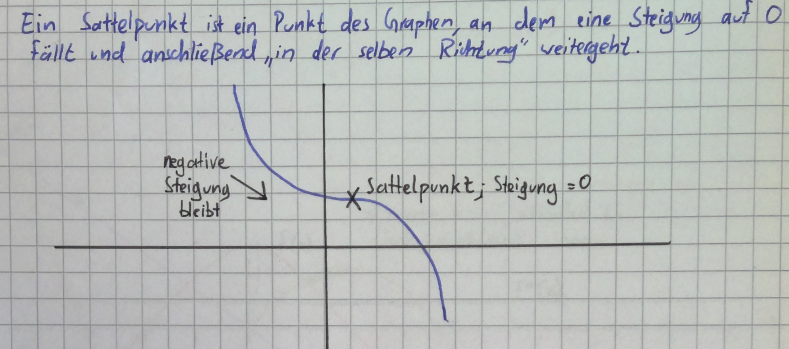 Ein Sattelpunkt ist ein Punkt des Graphen, an dem eine Steigung auf 0
fällt und anschließend „in der selben Richtung" weitergeht.
negative
Steigung
bleibt
Sattelpunkt; Steigung = 0